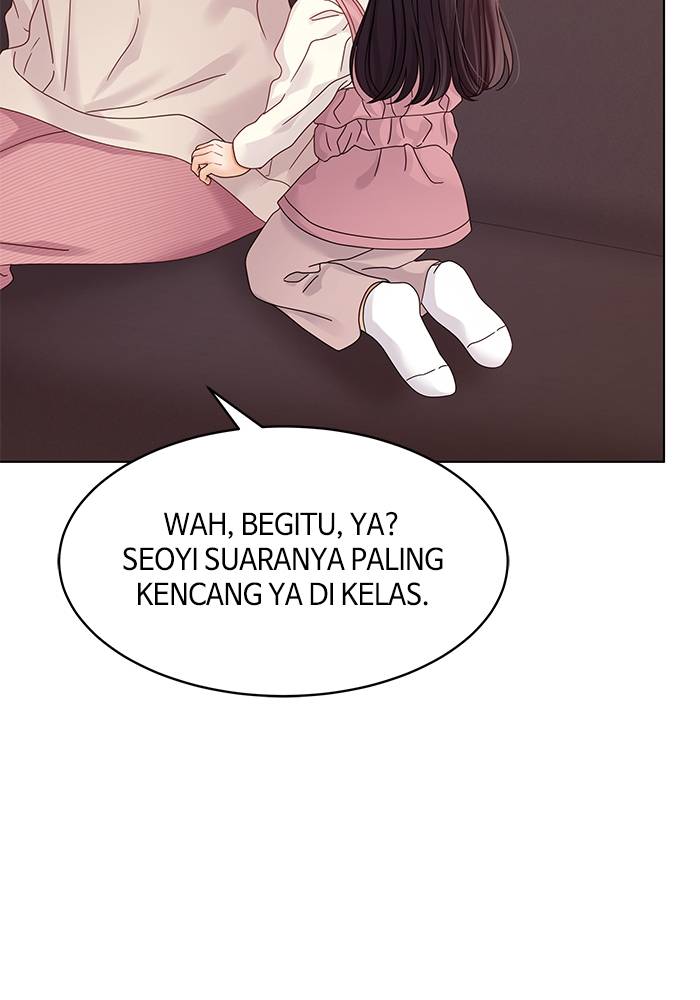 WAH, BEGITU, YA?
SEOYI SUARANYA PALING
KENCANG YA DI KELAS.